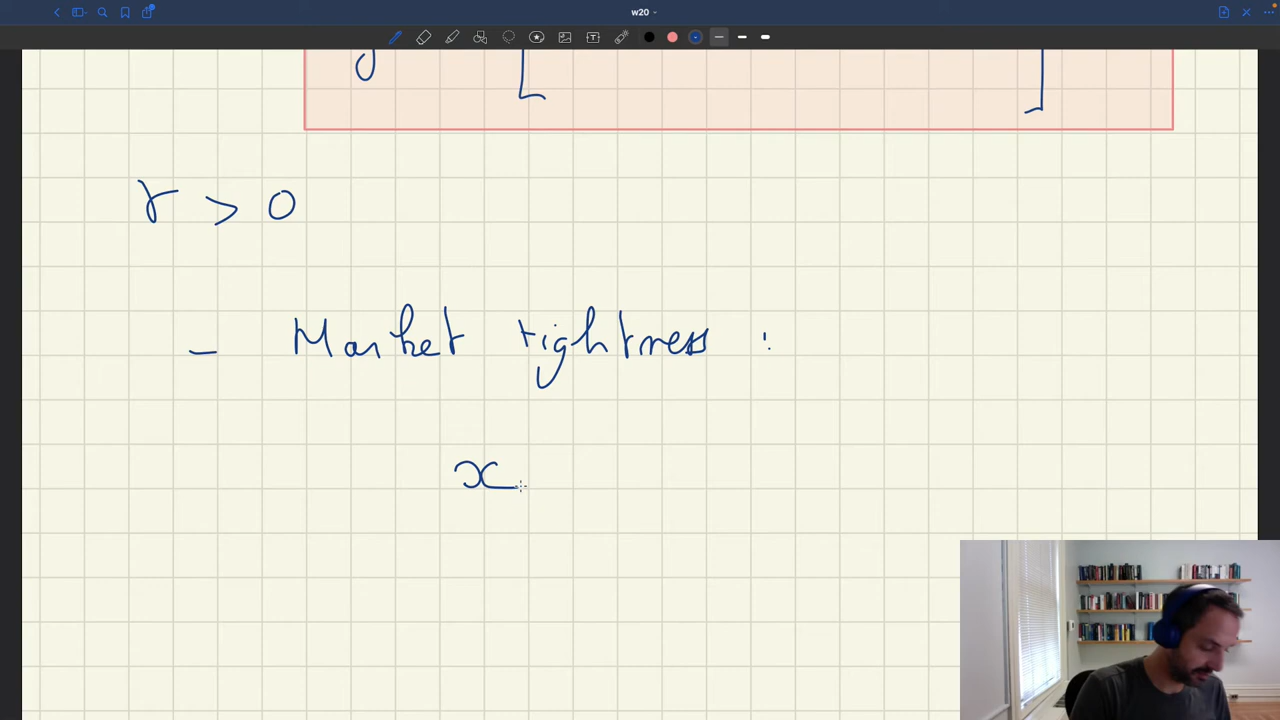 w20
γ > 0
- Market tightness :
x